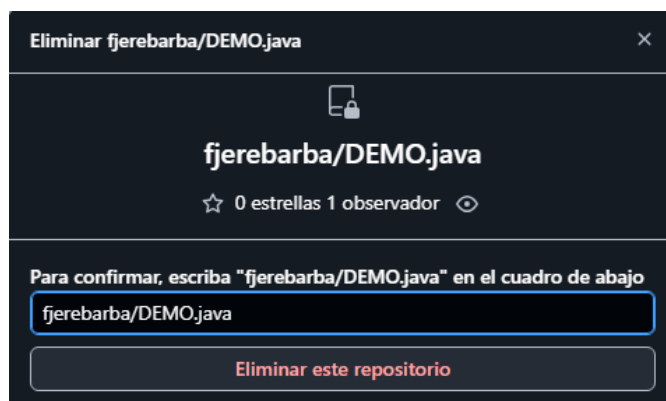 Eliminar fjerebarba/DEMO.java
fjerebarba/DEMO.java
0 estrellas 1 observador
Para confirmar, escriba "fjerebarba/DEMO.java" en el cuadro de abajo
fjerebarba/DEMO.java
Eliminar este repositorio